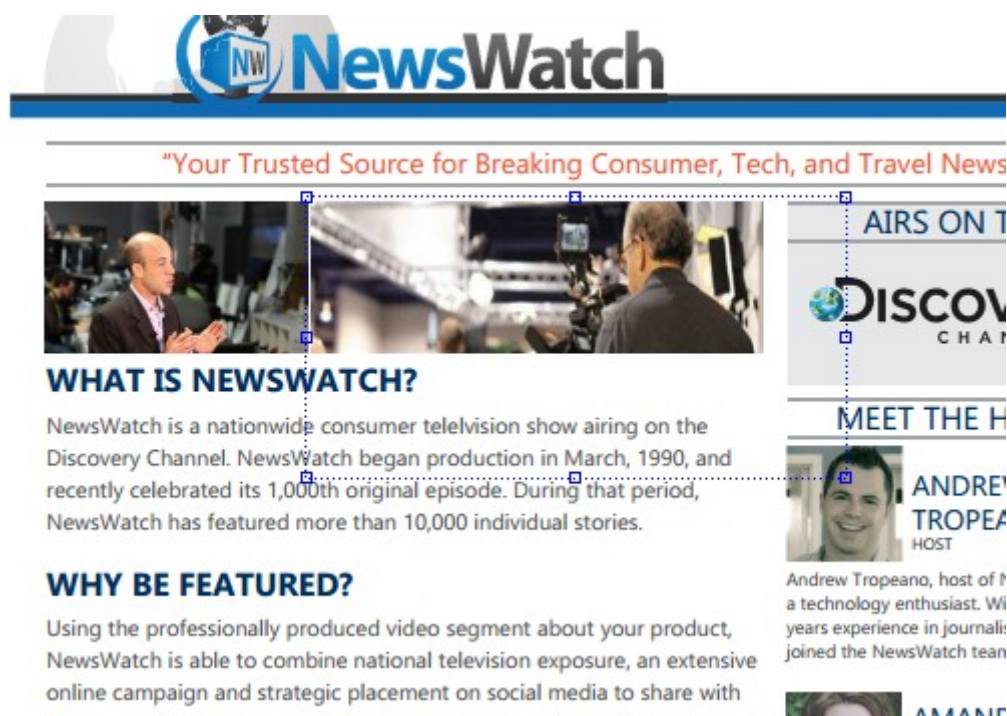 NW NewsWatch
"Your Trusted Source for Breaking Consumer, Tech, and Travel News
WHAT IS NEWSWATCH?
NewsWatch is a nationwide consumer telelvision show airing on the
Discovery Channel. NewsWatch began production in March, 1990, and
recently celebrated its 1,000th original episode. During that period,
NewsWatch has featured more than 10,000 individual stories.
WHY BE FEATURED?
Using the professionally produced video segment about your product,
NewsWatch is able to combine national television exposure, an extensive
online campaign and strategic placement on social media to share with
AIRS ON T
DISCOV
CHAN
MEET THE H
ANDREW
TROPEA
HOST
Andrew Tropeano, host of N
a technology enthusiast. Wi
years experience in journalis
joined the NewsWatch team
AMAND